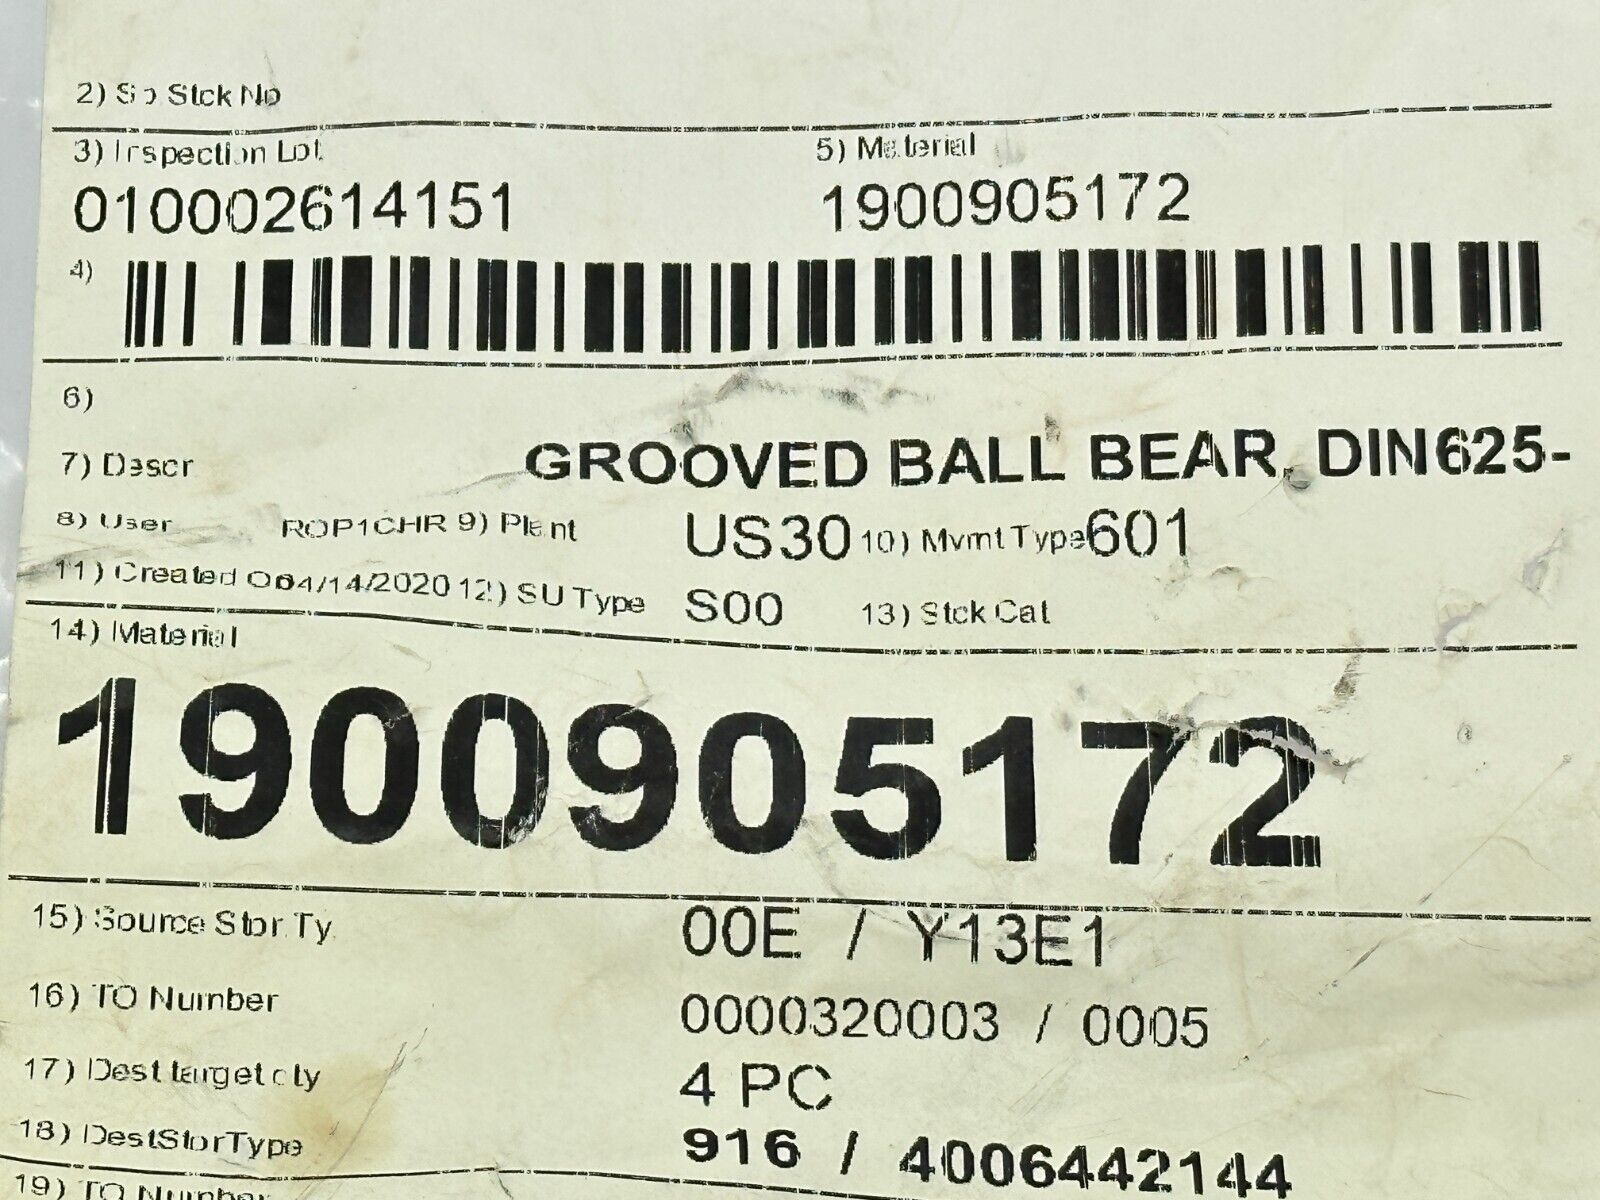 2) Sp Stck No
3) Inspection Lot 5) Material
010002614151 1900905172
4)
6)
7) Descr GROOVED BALL BEAR, DIN625-
8) User ROP1CHR 9) Plant US30 10) Mvmt Type 601
11) Created On 04/14/2020 12) SU Type S00 13) Stck Cat
14) Material
1900905172
15) Source Stor.Ty. 00E / Y13E1
16) TO Number 0000320003 / 0005
17) Dest target qty 4 PC
18) DestStorType 916 / 4006442144
19) TO Number